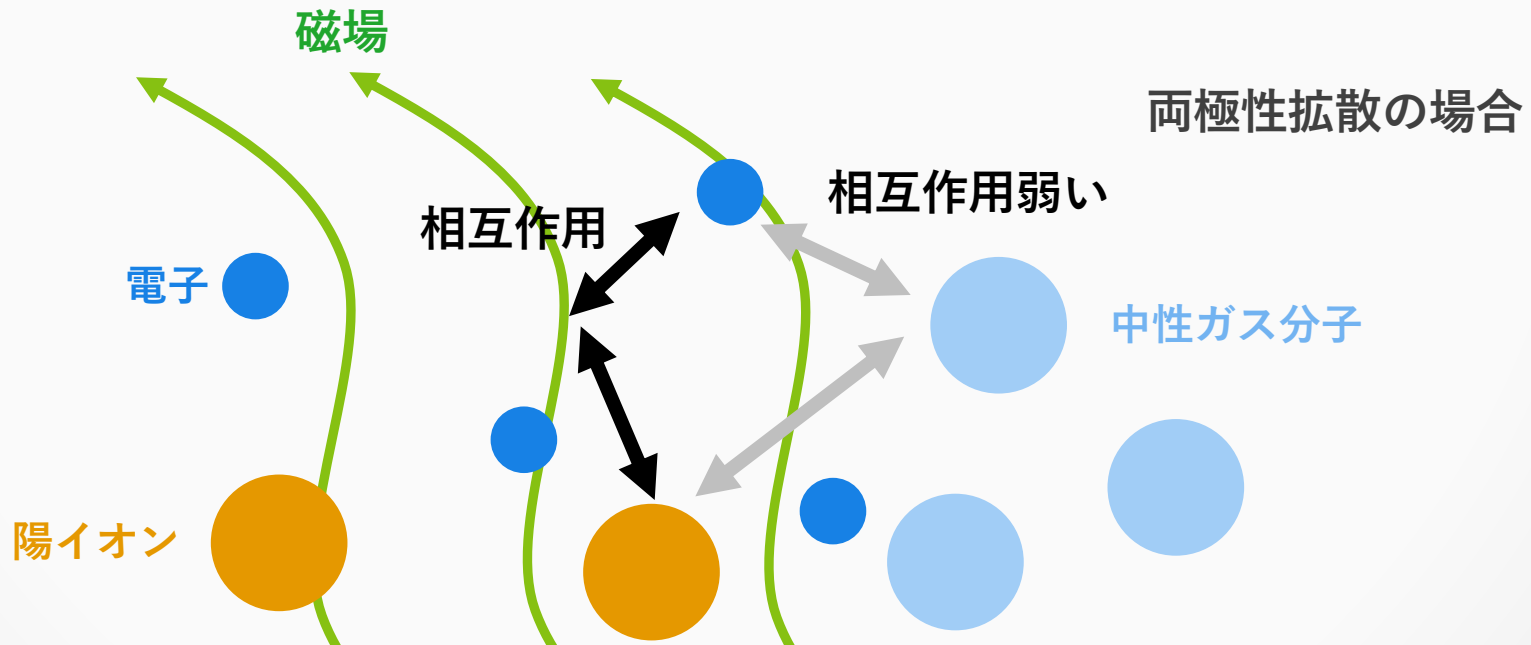 磁場
両極性拡散の場合
相互作用弱い
相互作用
電子
中性ガス分子
陽イオン